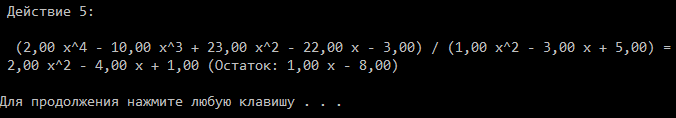 Действие 5:
(2,00 x^4 - 10,00 x^3 + 23,00 x^2 - 22,00 x - 3,00) / (1,00 x^2 - 3,00 x + 5,00) =
2,00 x^2 - 4,00 x + 1,00 (Остаток: 1,00 x - 8,00)
Для продолжения нажмите любую клавишу . . .